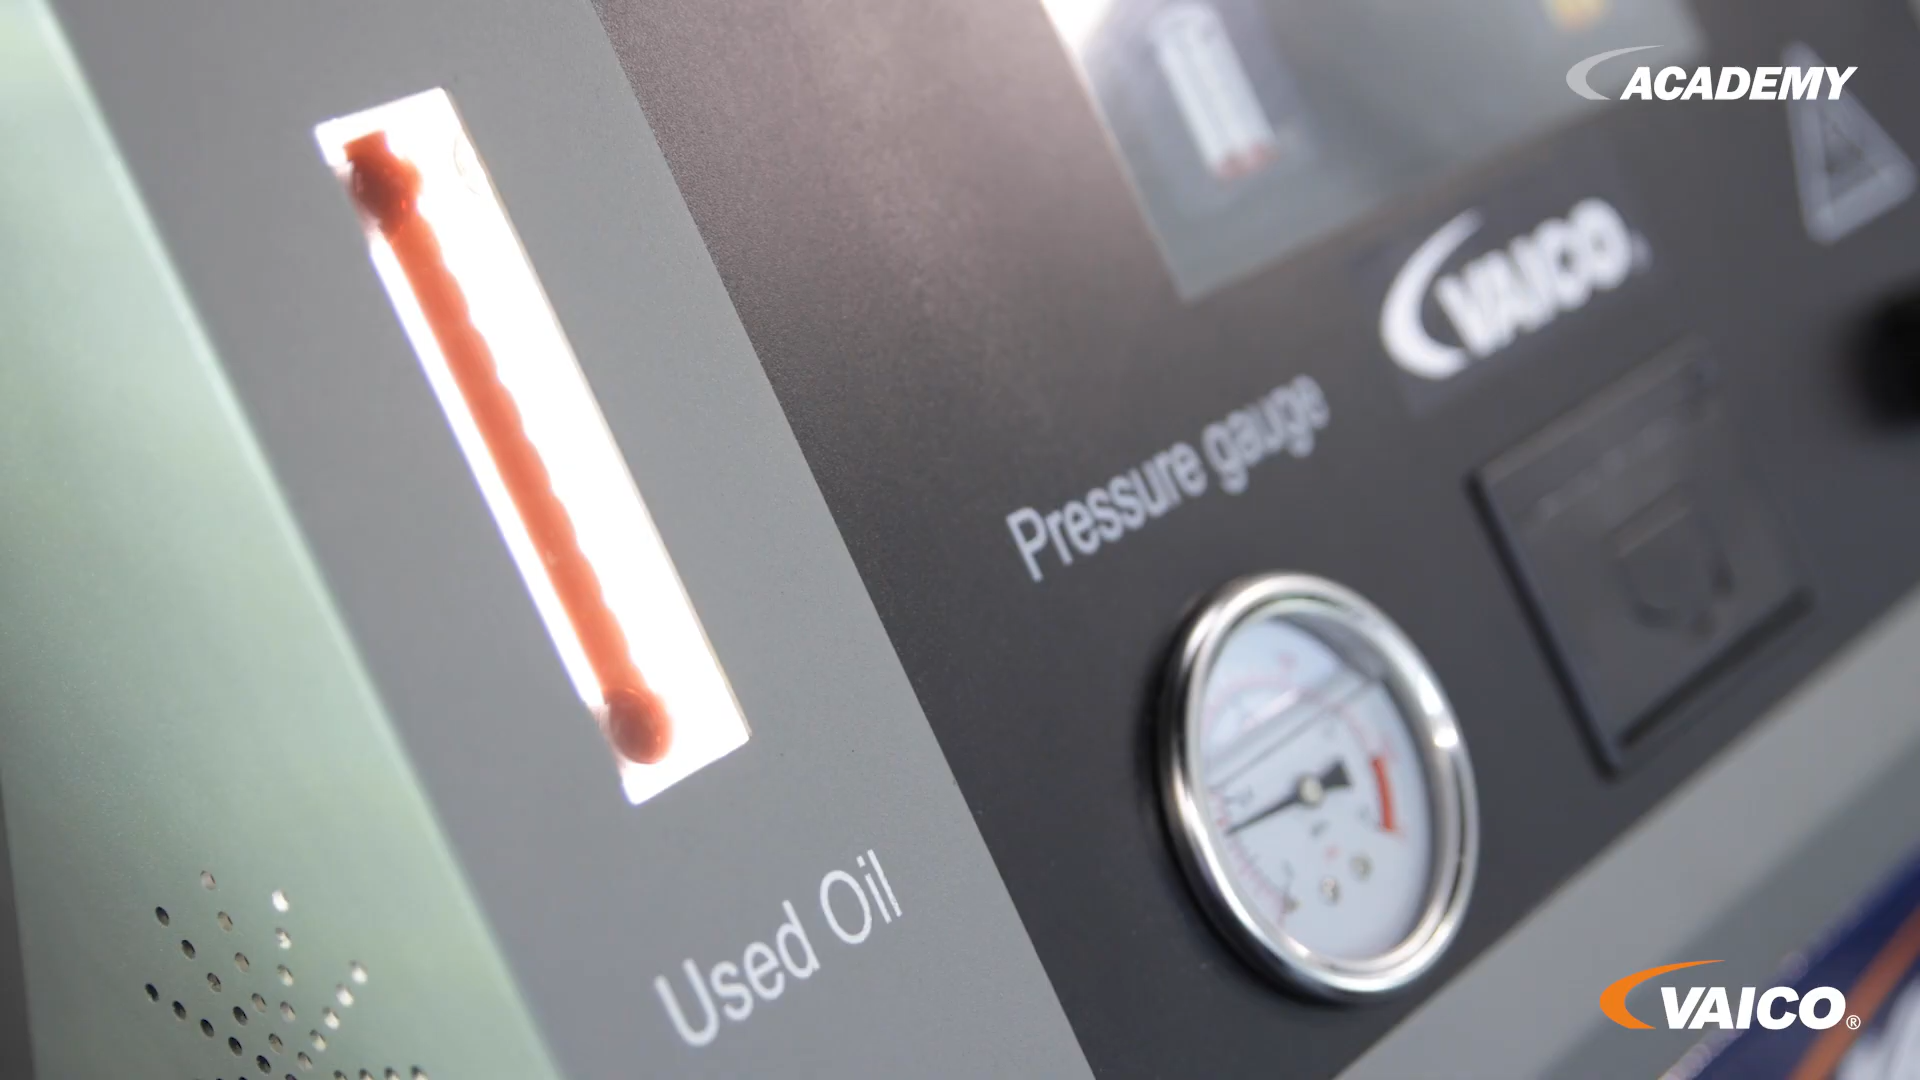 ACADEMY
VAICO
Pressure gauge
Used Oil
VAICO®